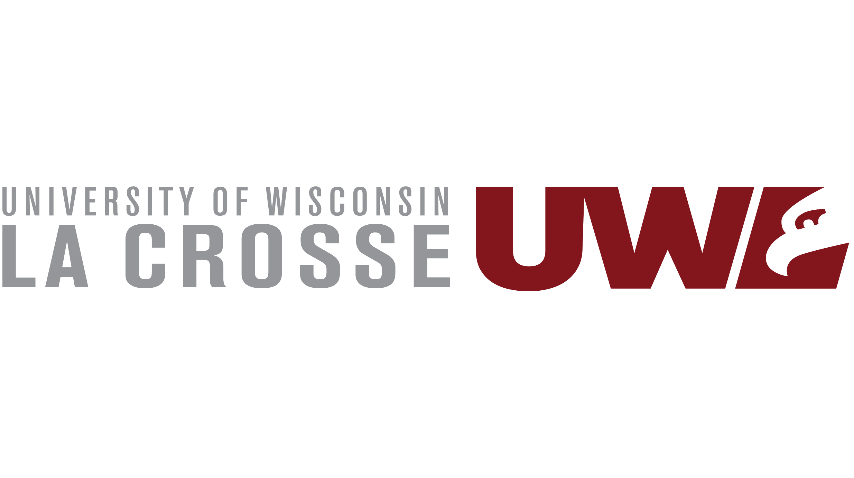 UNIVERSITY OF WISCONSIN
LA CROSSE
UWL